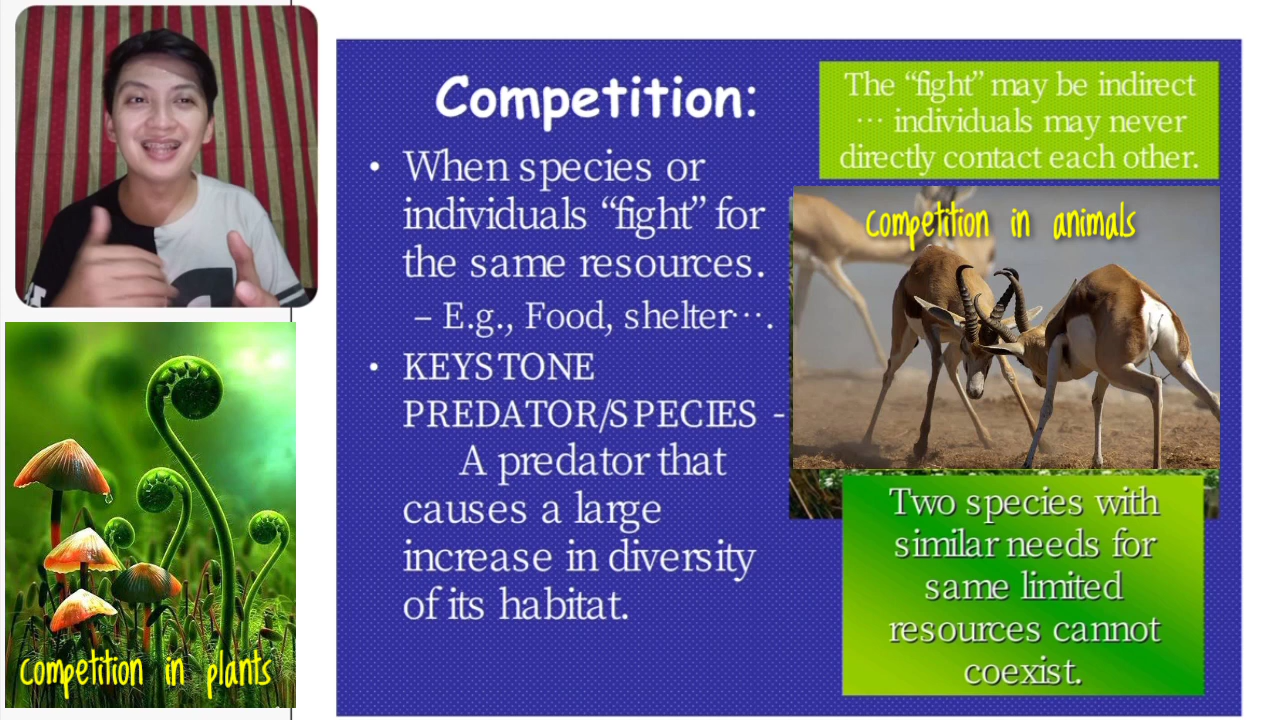 Competition:
• When species or
individuals “fight” for
the same resources.
– E.g., Food, shelter….
• KEYSTONE
PREDATOR/SPECIES -
A predator that
causes a large
increase in diversity
of its habitat.
The “fight” may be indirect
… individuals may never
directly contact each other.
competition in animals
Two species with
similar needs for
same limited
resources cannot
coexist.
competition in plants